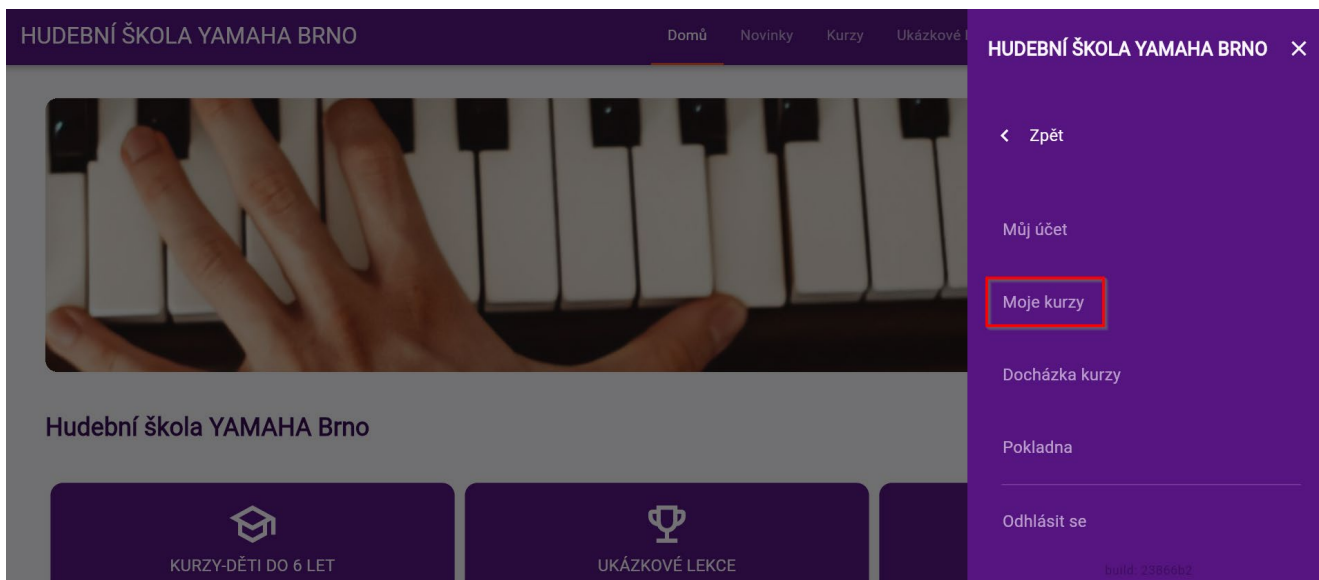 HUDEBNÍ ŠKOLA YAMAHA BRNO
Domů Novinky Kurzy Ukázkové
HUDEBNÍ ŠKOLA YAMAHA BRNO
Zpět
Můj účet
Moje kurzy
Docházka kurzy
Pokladna
Odhlásit se
Hudební škola YAMAHA Brno
KURZY-DĚTI DO 6 LET
UKÁZKOVÉ LEKCE